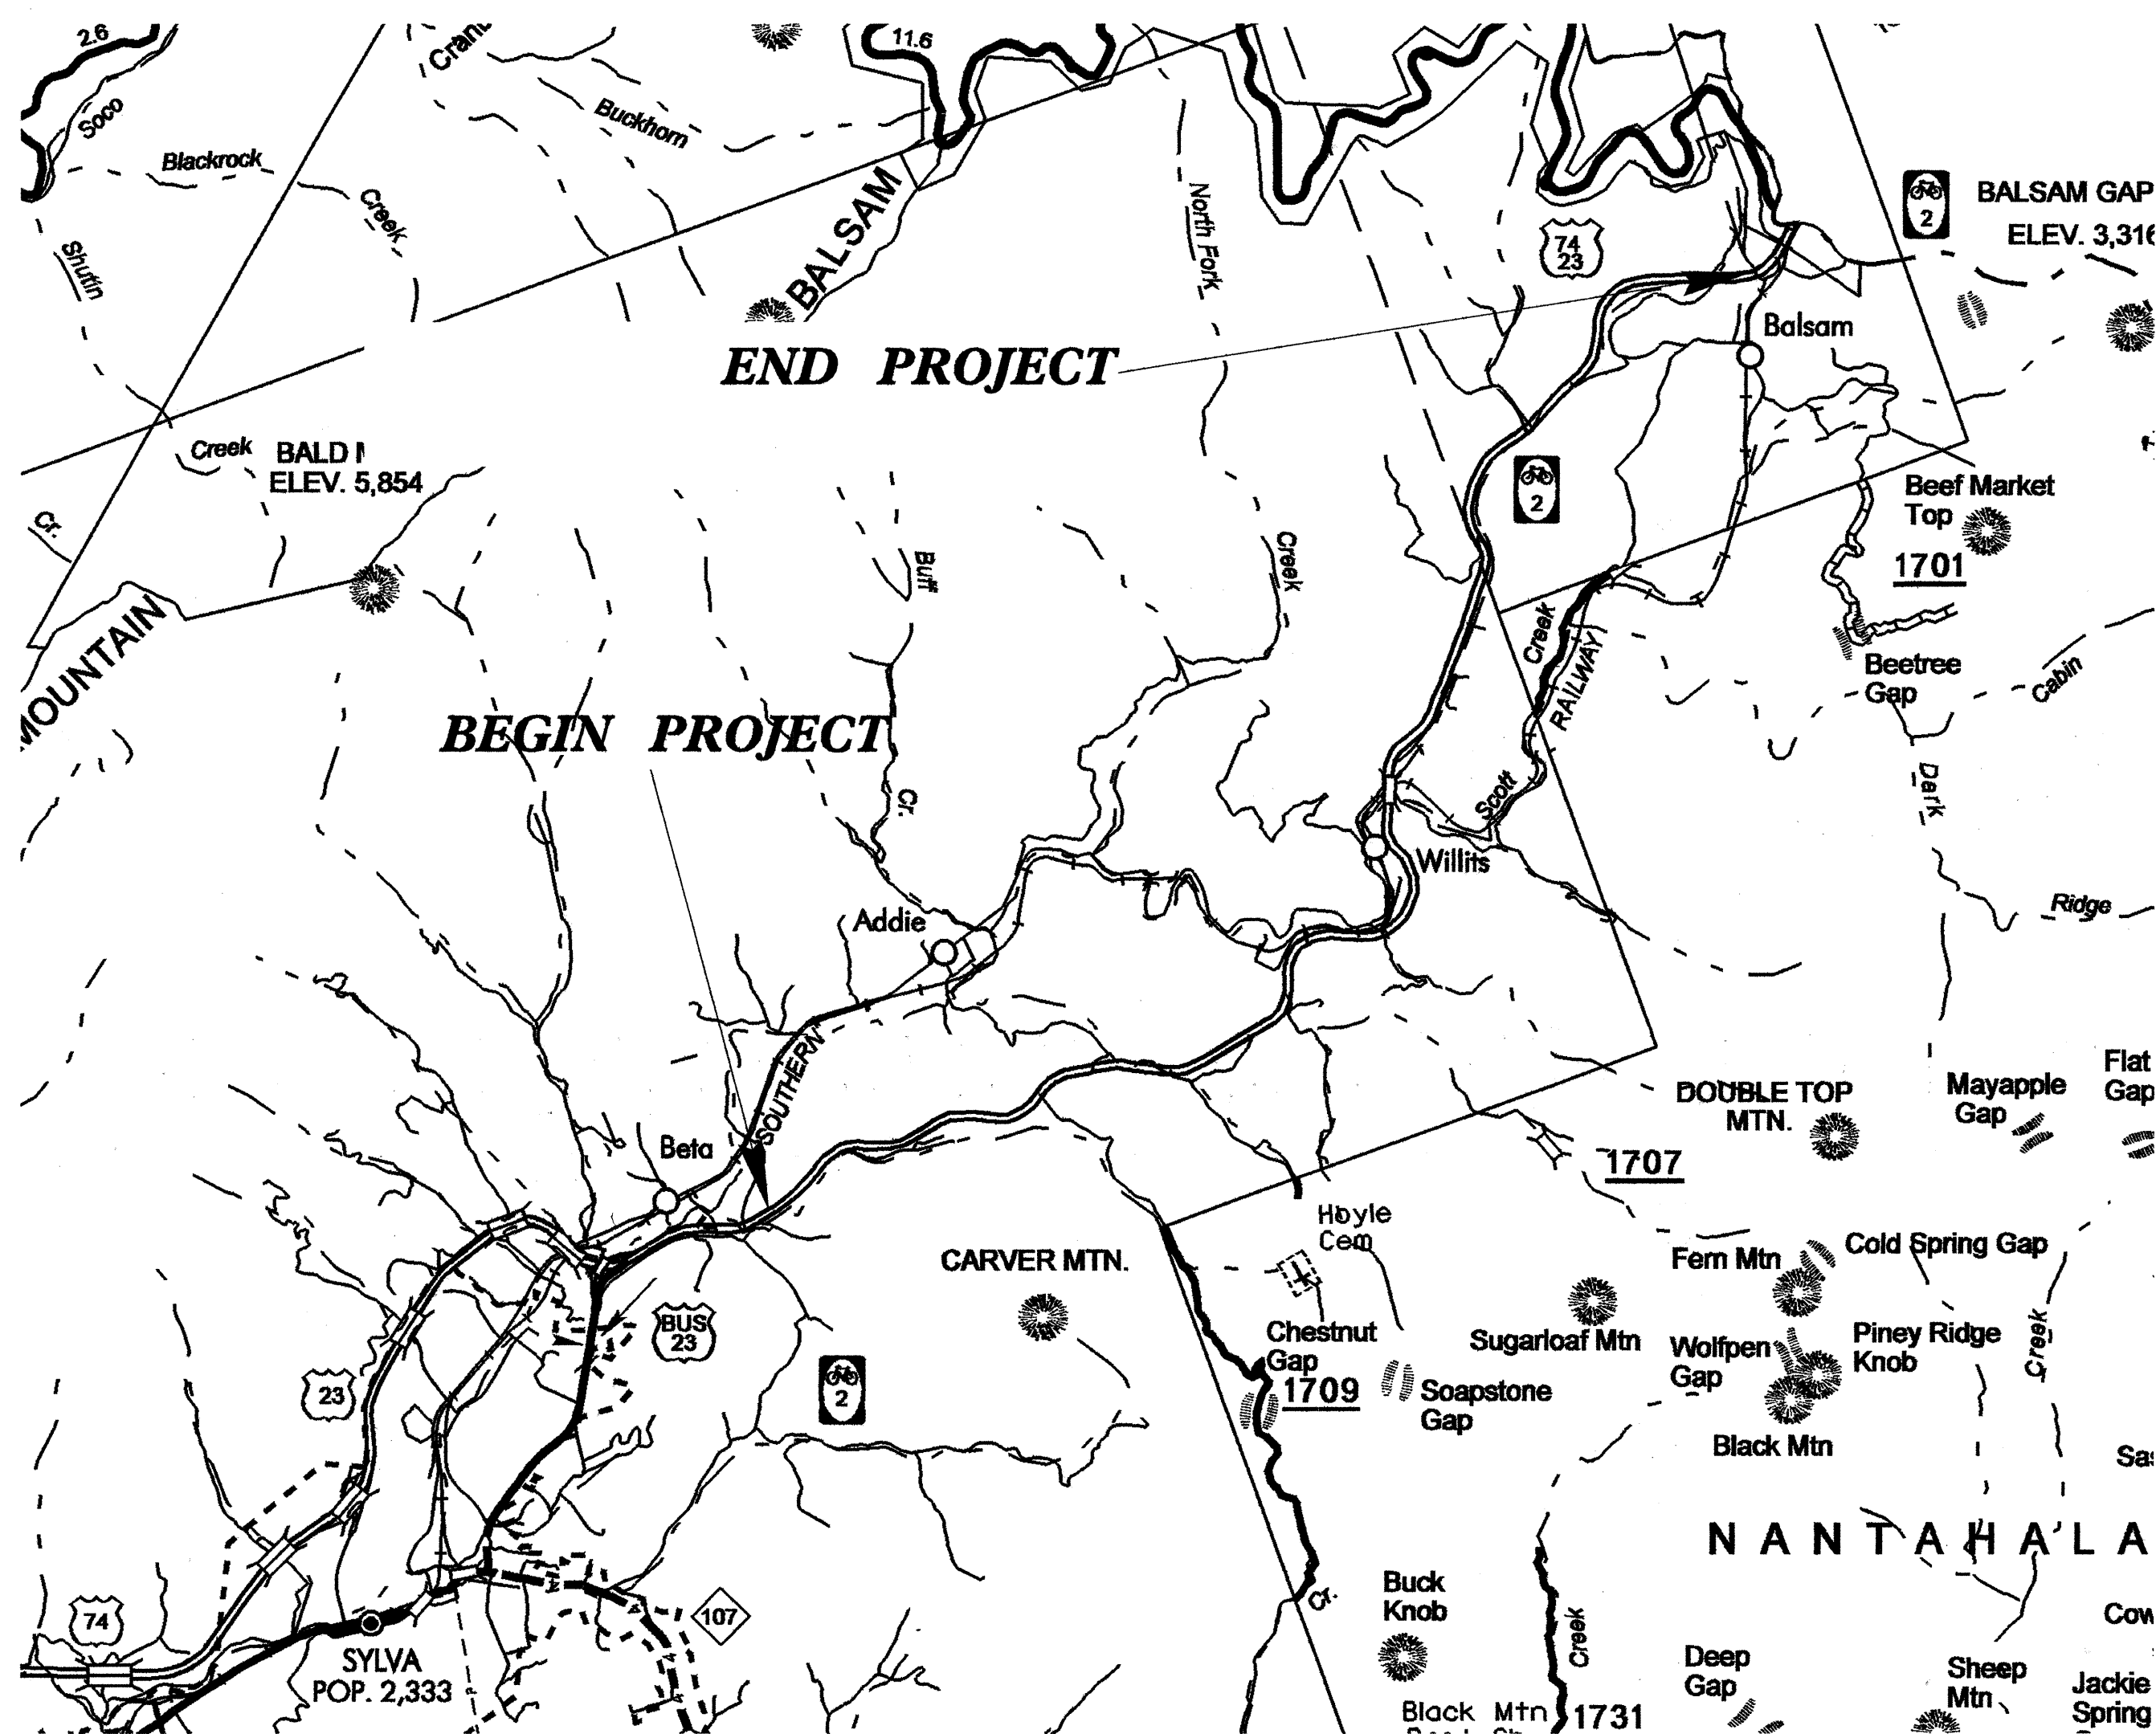 2.6
Soco
11.6
Buckhorn
Blackrock
Creek
Shutin
BALSAM
North Fork
74
23
2
BALSAM GAP
ELEV. 3,316
Balsam
END PROJECT
Creek
BALD
ELEV. 5,854
Cr.
2
Beef Market
Top
1701
Buff
Creek
MOUNTAIN
Creek
RAILWAY
Beetree
Gap
Cabin
BEGIN PROJECT
Cr.
Scott
Dark
Willits
Ridge
Addie
SOUTHERN
Beta
DOUBLE TOP
MTN.
Mayapple
Gap
Flat
Gap
1707
Hoyle
Cem
CARVER MTN.
Fern Mtn
Cold Spring Gap
BUS
23
Chestnut
Gap
1709
Sugarloaf Mtn
Wolfpen
Gap
Piney Ridge
Knob
Creek
23
2
Soapstone
Gap
Black Mtn
NANTAHALA
74
107
SYLVA
POP. 2,333
Cr.
Buck
Knob
Creek
Cow
Deep
Gap
Sheep
Mtn
Jackie
Spring
Black Mtn
1731